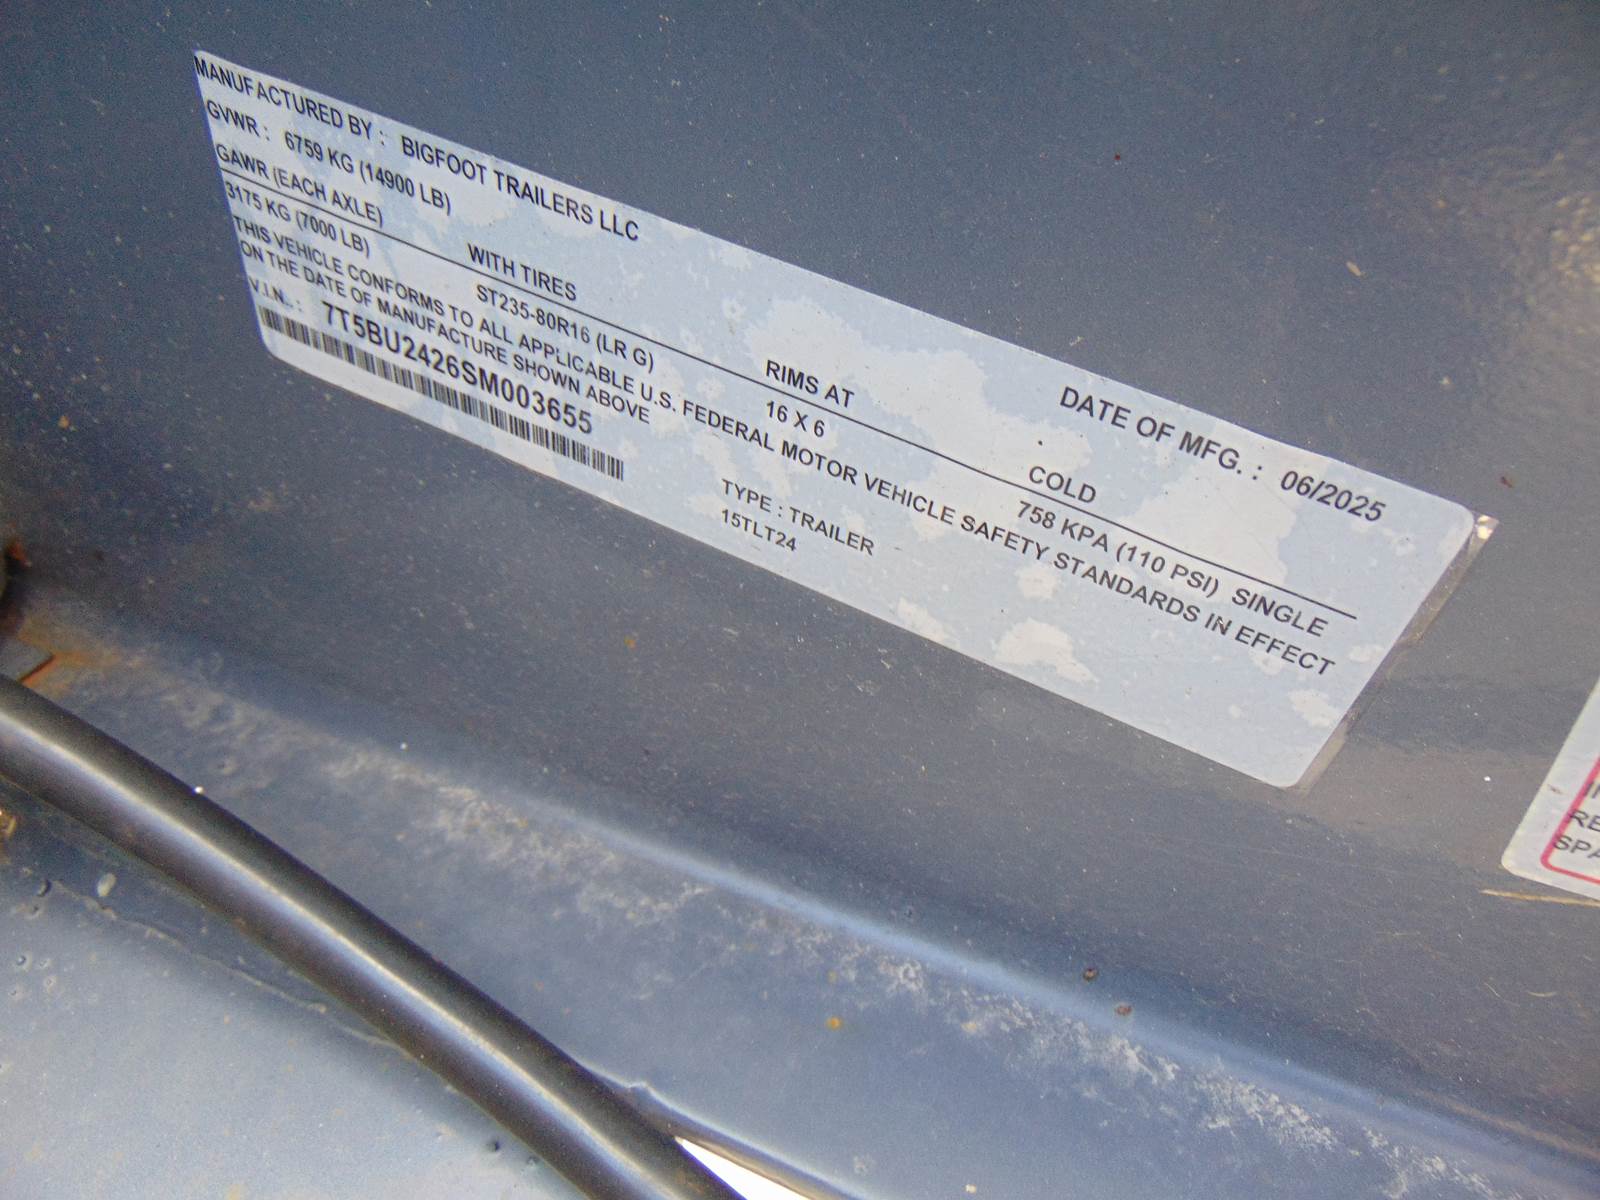 MANUFACTURED BY : BIGFOOT TRAILERS LLC DATE OF MFG. : 06/2025
GVWR : 6759 KG (14900 LB)
GAWR (EACH AXLE) WITH TIRES RIMS AT COLD
3175 KG (7000 LB) ST235-80R16 (LR G) 16 X 6 758 KPA (110 PSI) SINGLE
THIS VEHICLE CONFORMS TO ALL APPLICABLE U.S. FEDERAL MOTOR VEHICLE SAFETY STANDARDS IN EFFECT
ON THE DATE OF MANUFACTURE SHOWN ABOVE
V.I.N.. : 7T5BU2426SM003655 TYPE : TRAILER
15TLT24